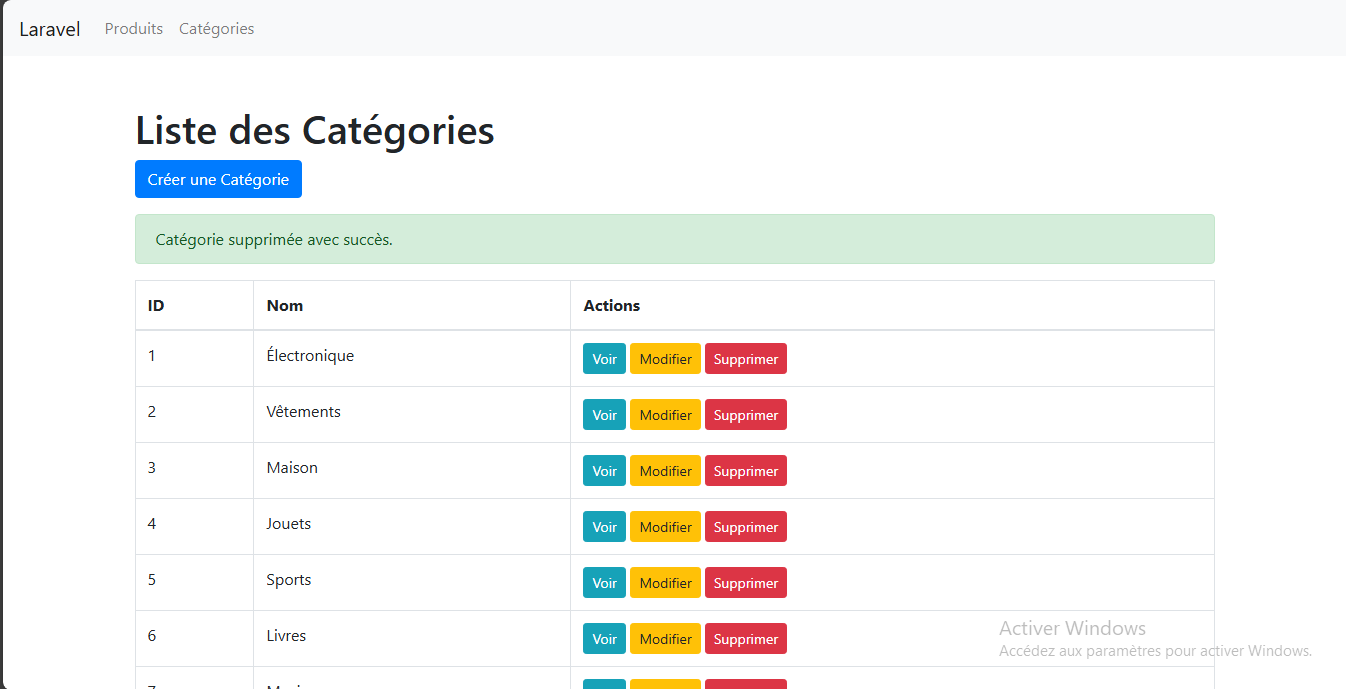 Laravel Produits Catégories
Liste des Catégories
Créer une Catégorie
Catégorie supprimée avec succès.
ID Nom Actions
1 Électronique Voir Modifier Supprimer
2 Vêtements Voir Modifier Supprimer
3 Maison Voir Modifier Supprimer
4 Jouets Voir Modifier Supprimer
5 Sports Voir Modifier Supprimer
6 Livres Voir Modifier Supprimer
Activer Windows
Accédez aux paramètres pour activer Windows.